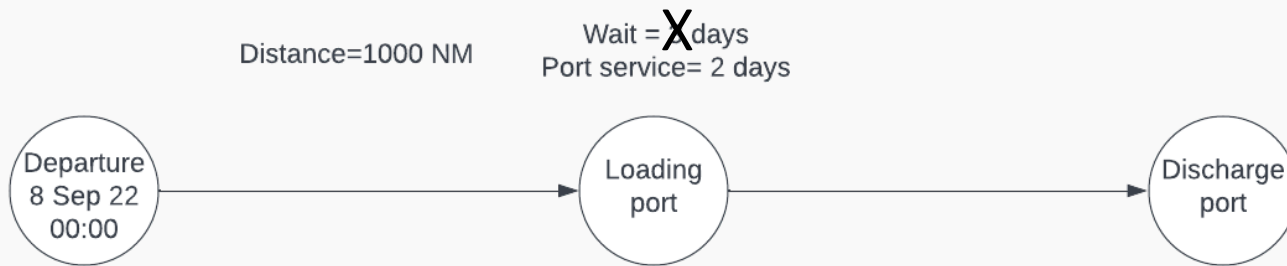 Wait = X days
Distance=1000 NM
Port service= 2 days
Departure
8 Sep 22
00:00
Loading
port
Discharge
port